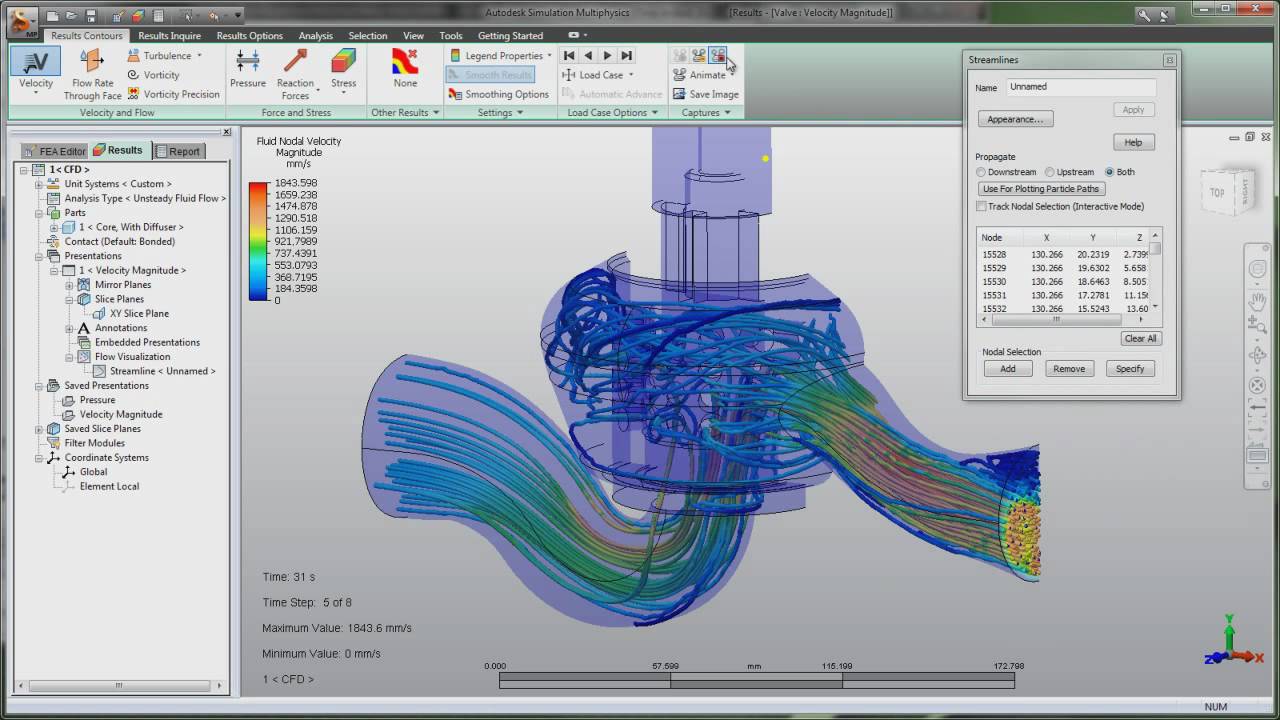 Autodesk Simulation Multiphysics [Results - [Valve : Velocity Magnitude]]
MP
Results Contours Results Inquire Results Options Analysis Selection View Tools Getting Started
Velocity
Flow Rate Through Face
Turbulence
Vorticity
Vorticity Precision
Velocity and Flow
Pressure
Reaction Forces
Stress
Force and Stress
None
Other Results
Legend Properties
Smooth Results
Smoothing Options
Settings
Load Case
Automatic Advance
Load Case Options
Animate
Save Image
Captures
FEA Editor Results Report
1 < CFD >
Unit Systems < Custom >
Analysis Type < Unsteady Fluid Flow >
Parts
1 < Core, With Diffuser >
Contact (Default: Bonded)
Presentations
1 < Velocity Magnitude >
Mirror Planes
Slice Planes
XY Slice Plane
Annotations
Embedded Presentations
Flow Visualization
Streamline < Unnamed >
Saved Presentations
Pressure
Velocity Magnitude
Saved Slice Planes
Filter Modules
Coordinate Systems
Global
Element Local
Fluid Nodal Velocity
Magnitude
mm/s
1843.598
1659.238
1474.878
1290.518
1106.159
921.7989
737.4391
553.0793
368.7195
184.3598
0
Time: 31 s
Time Step: 5 of 8
Maximum Value: 1843.6 mm/s
Minimum Value: 0 mm/s
1 < CFD >
0.000 57.599 mm 115.199 172.798
Streamlines
Name Unnamed
Apply
Appearance...
Help
Propagate
Downstream Upstream Both
Use For Plotting Particle Paths
Track Nodal Selection (Interactive Mode)
Node X Y Z
15528 130.266 20.2319 2.739
15529 130.266 19.6302 5.658
15530 130.266 18.6463 8.505
15531 130.266 17.2781 11.15
15532 130.266 15.5243 13.60
Clear All
Nodal Selection
Add Remove Specify
TOP RIGHT
Y
Z X
NUM